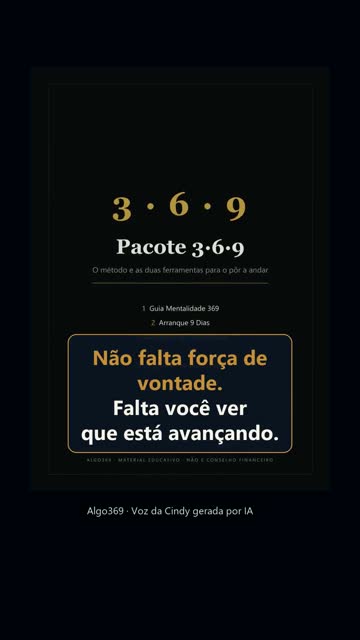 3 · 6 · 9
Pacote 3·6·9
O método e as duas ferramentas para o pôr a andar
1 Guia Mentalidade 369
2 Arranque 9 Dias
Não falta força de
vontade.
Falta você ver
que está avançando.
ALGO369 · MATERIAL EDUCATIVO · NÃO É CONSELHO FINANCEIRO
Algo369 · Voz da Cindy gerada por IA